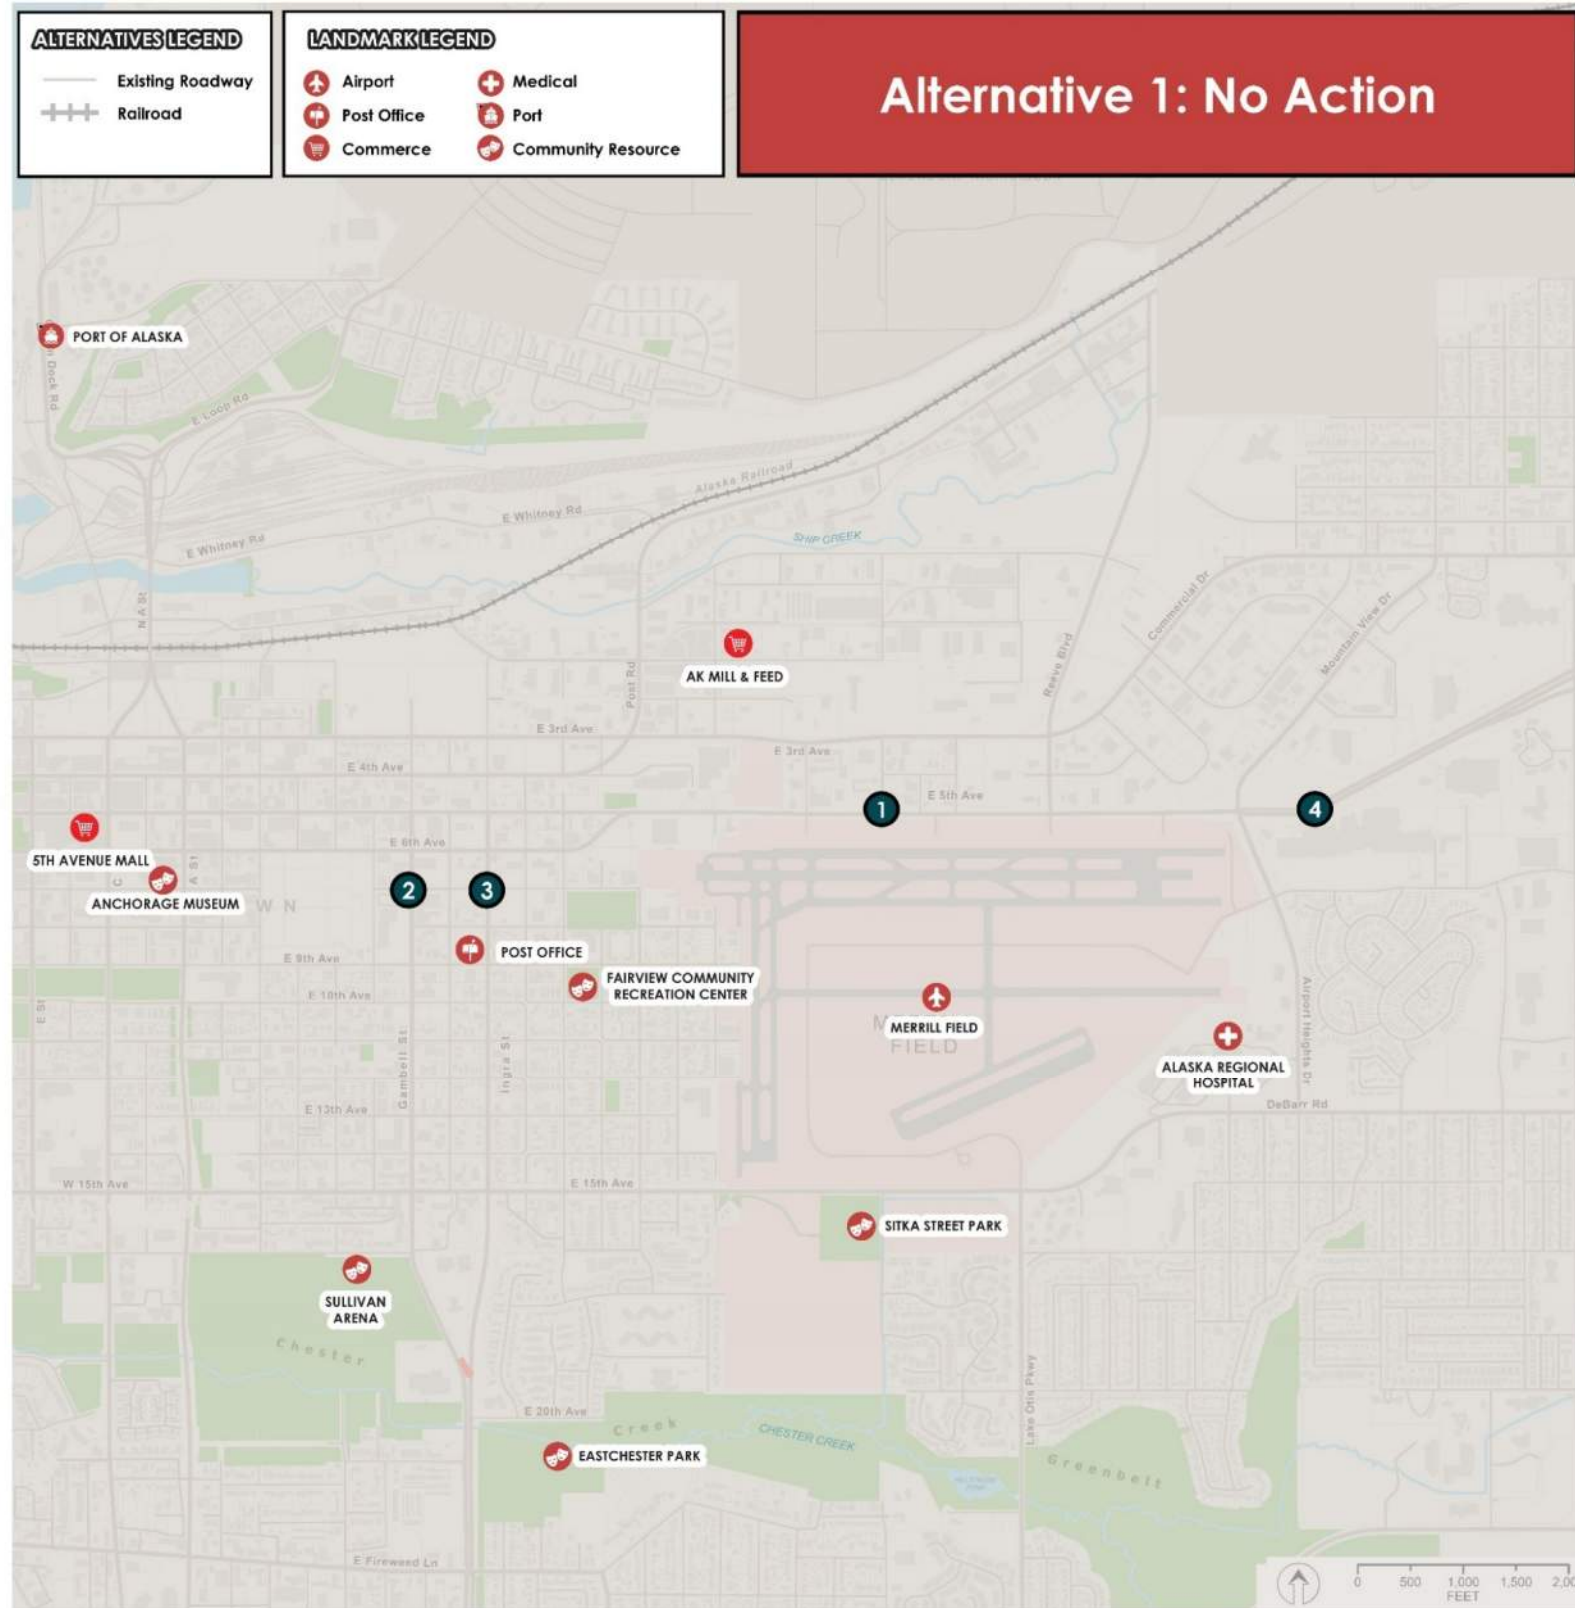 ALTERNATIVES LEGEND
Existing Roadway
Railroad
LANDMARK LEGEND
Airport
Post Office
Commerce
Medical
Port
Community Resource
Alternative 1: No Action
PORT OF ALASKA
Dock Rd
E Loop Rd
Alaska Railroad
E Whitney Rd
E Whitney Rd
SHIP CREEK
N A St
Commercial Dr
Mountain View Dr
Reeve Blvd
Post Rd
AK MILL & FEED
E 3rd Ave
E 3rd Ave
E 4th Ave
E 5th Ave
1
4
5TH AVENUE MALL
E 6th Ave
C
A St
ANCHORAGE MUSEUM
W N
2
3
POST OFFICE
E 9th Ave
FAIRVIEW COMMUNITY
RECREATION CENTER
E 10th Ave
E St
MERRILL FIELD
FIELD
Airport Heights Dr
ALASKA REGIONAL
HOSPITAL
Gambell St
Ingra St
E 13th Ave
DeBarr Rd
W 15th Ave
E 15th Ave
SITKA STREET PARK
SULLIVAN
ARENA
Chester
Lake Otis Pkwy
E 20th Ave
Creek
CHESTER CREEK
EASTCHESTER PARK
Greenbelt
E Fireweed Ln
0 500 1,000 1,500 2,00
FEET